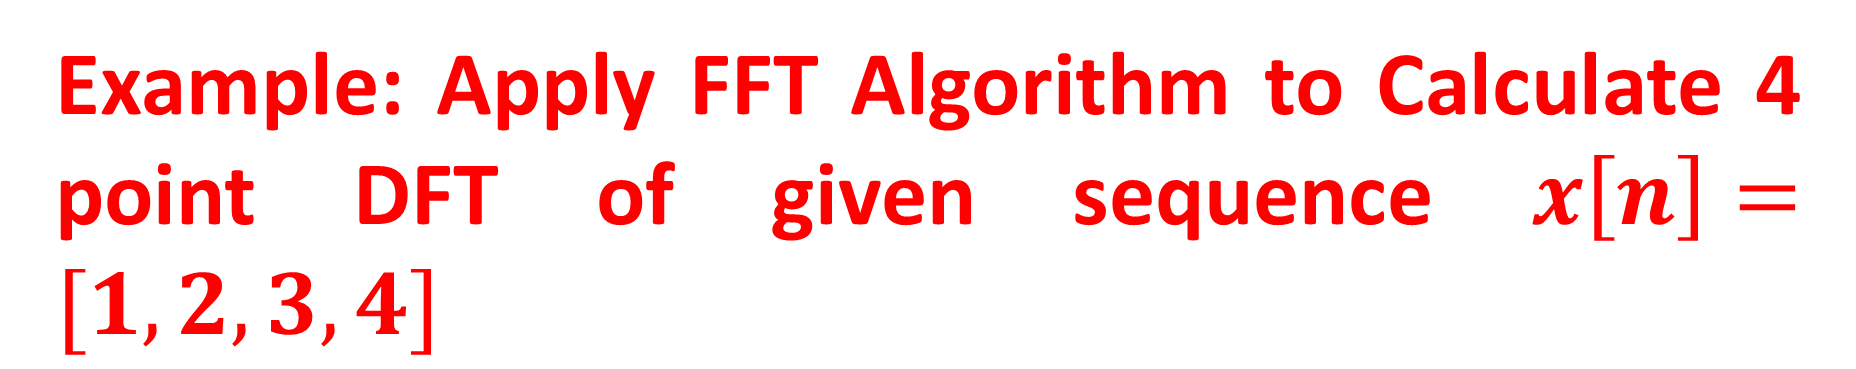 Example: Apply FFT Algorithm to Calculate 4
point DFT of given sequence x[n] =
[1, 2, 3, 4]